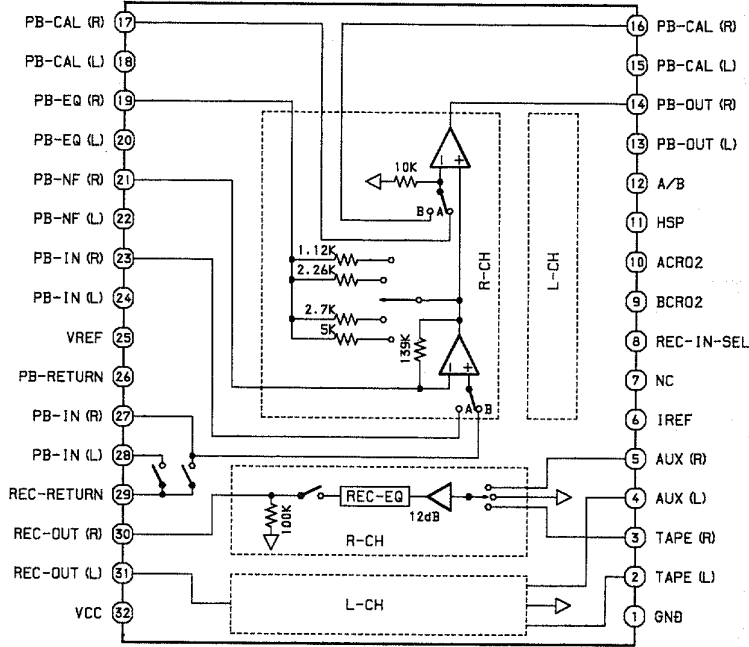 PB-CAL (R) 17
PB-CAL (L) 18
PB-EQ (R) 19
PB-EQ (L) 20
PB-NF (R) 21
PB-NF (L) 22
PB-IN (R) 23
PB-IN (L) 24
VREF 25
PB-RETURN 26
PB-IN (R) 27
PB-IN (L) 28
REC-RETURN 29
REC-OUT (R) 30
REC-OUT (L) 31
VCC 32
10K
- +
B A
1.12K
2.26K
2.7K
5K
139K
- +
A B
R-CH
L-CH
REC-EQ
12dB
100K
R-CH
L-CH
16 PB-CAL (R)
15 PB-CAL (L)
14 PB-OUT (R)
13 PB-OUT (L)
12 A/B
11 HSP
10 ACRO2
9 BCRO2
8 REC-IN-SEL
7 NC
6 IREF
5 AUX (R)
4 AUX (L)
3 TAPE (R)
2 TAPE (L)
1 GND